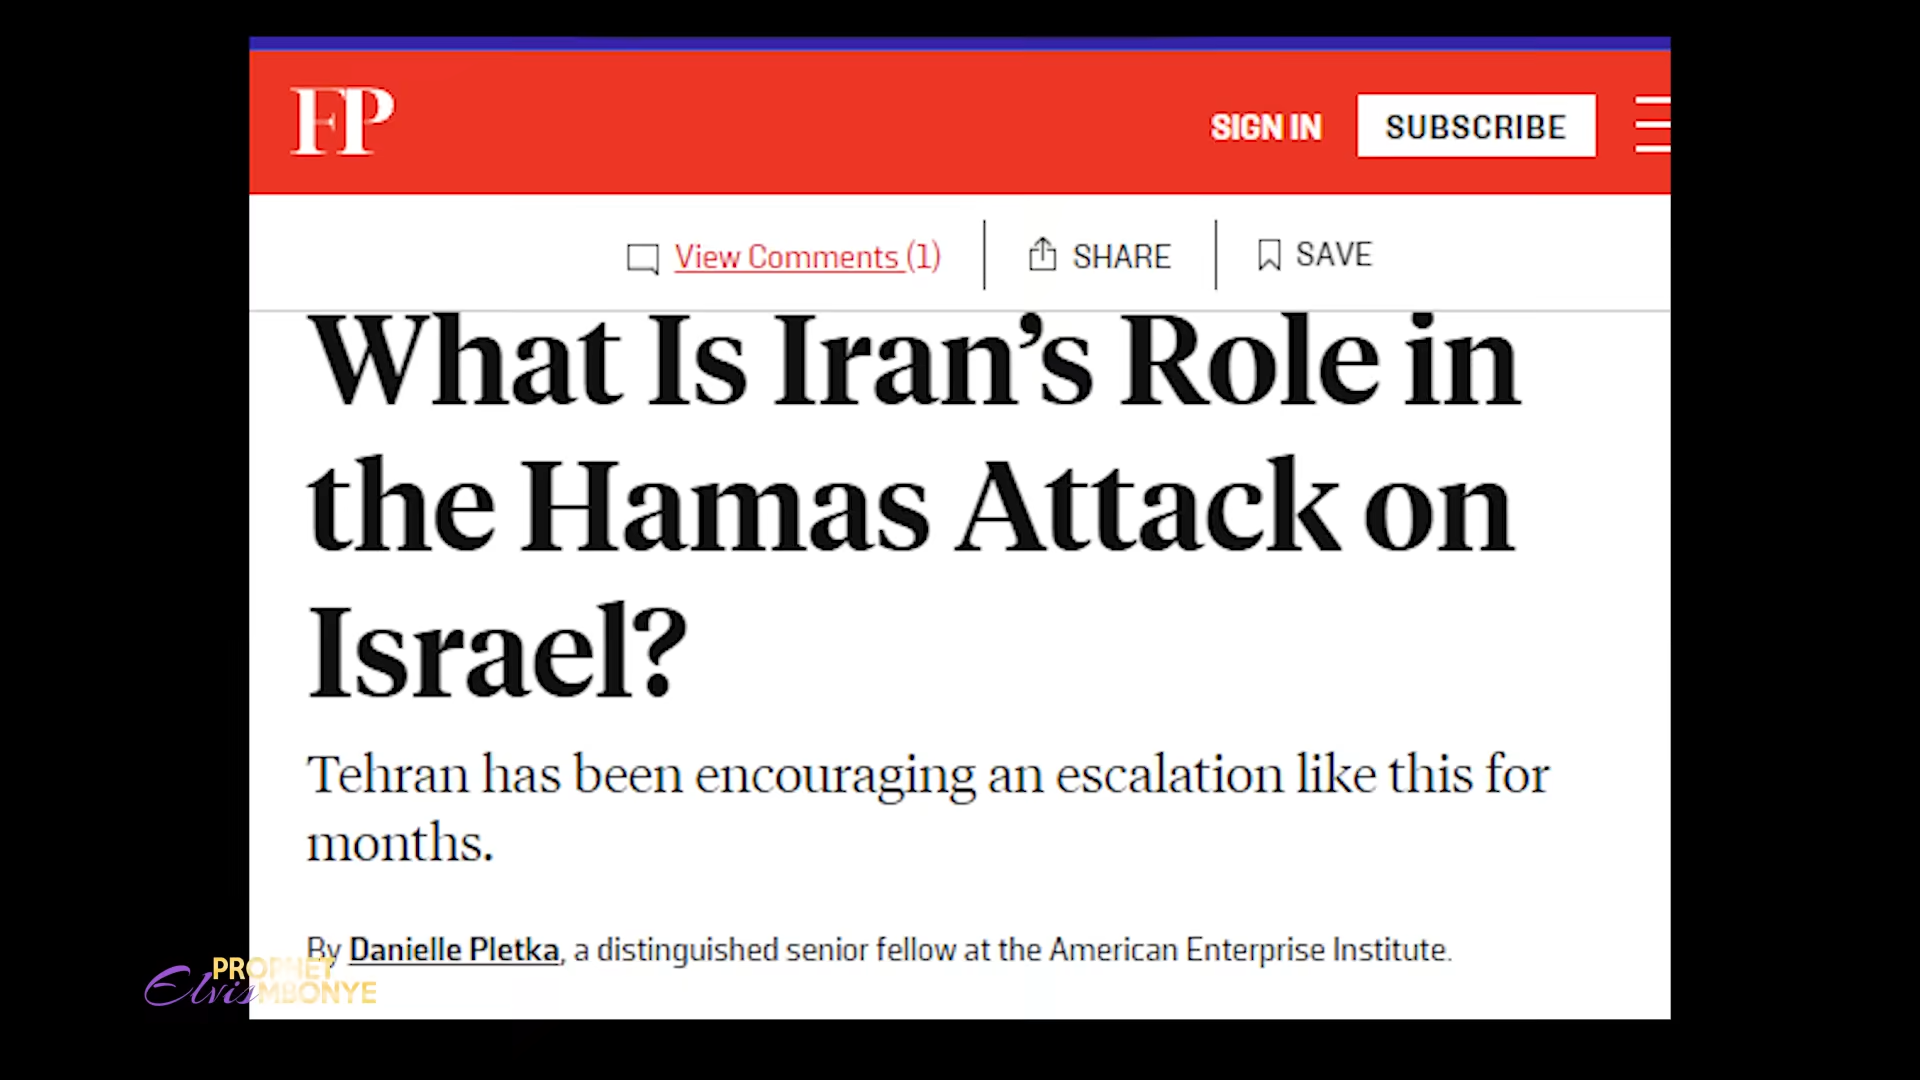 FP
SIGN IN
SUBSCRIBE
View Comments (1)
SHARE
SAVE
What Is Iran’s Role in
the Hamas Attack on
Israel?
Tehran has been encouraging an escalation like this for
months.
By Danielle Pletka, a distinguished senior fellow at the American Enterprise Institute.
PROPHET
Elvis MBONYE